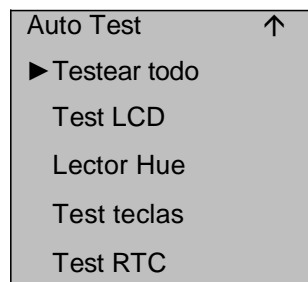 Auto Test ↑
►Testear todo
Test LCD
Lector Hue
Test teclas
Test RTC